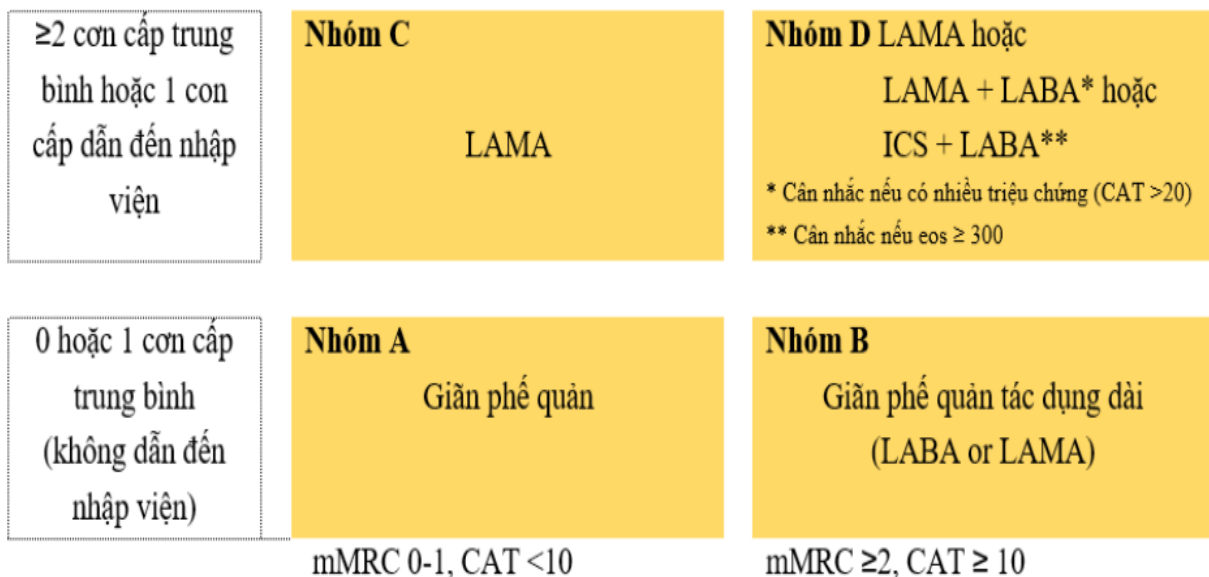 ≥2 cơn cấp trung
bình hoặc 1 con
cấp dẫn đến nhập
viện
Nhóm C
LAMA
Nhóm D LAMA hoặc
LAMA + LABA* hoặc
ICS + LABA**
* Cân nhắc nếu có nhiều triệu chứng (CAT >20)
** Cân nhắc nếu eos ≥ 300
0 hoặc 1 cơn cấp
trung bình
(không dẫn đến
nhập viện)
Nhóm A
Giãn phế quản
Nhóm B
Giãn phế quản tác dụng dài
(LABA or LAMA)
mMRC 0-1, CAT <10
mMRC ≥2, CAT ≥ 10